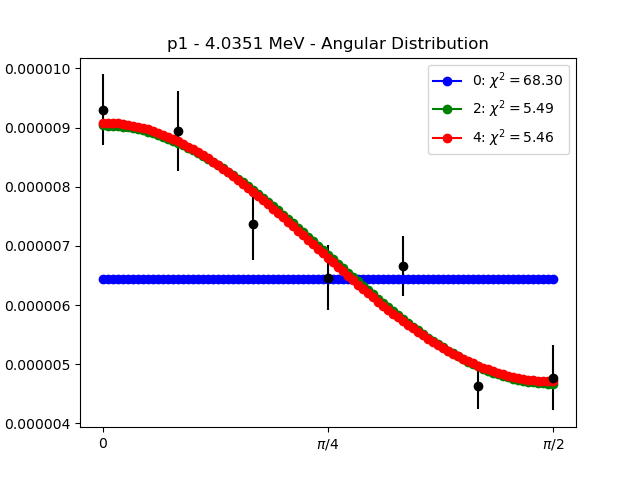 p1 - 4.0351 MeV - Angular Distribution
0.000010
0.000009
0.000008
0.000007
0.000006
0.000005
0.000004
0: χ² = 68.30
2: χ² = 5.49
4: χ² = 5.46
0
π/4
π/2